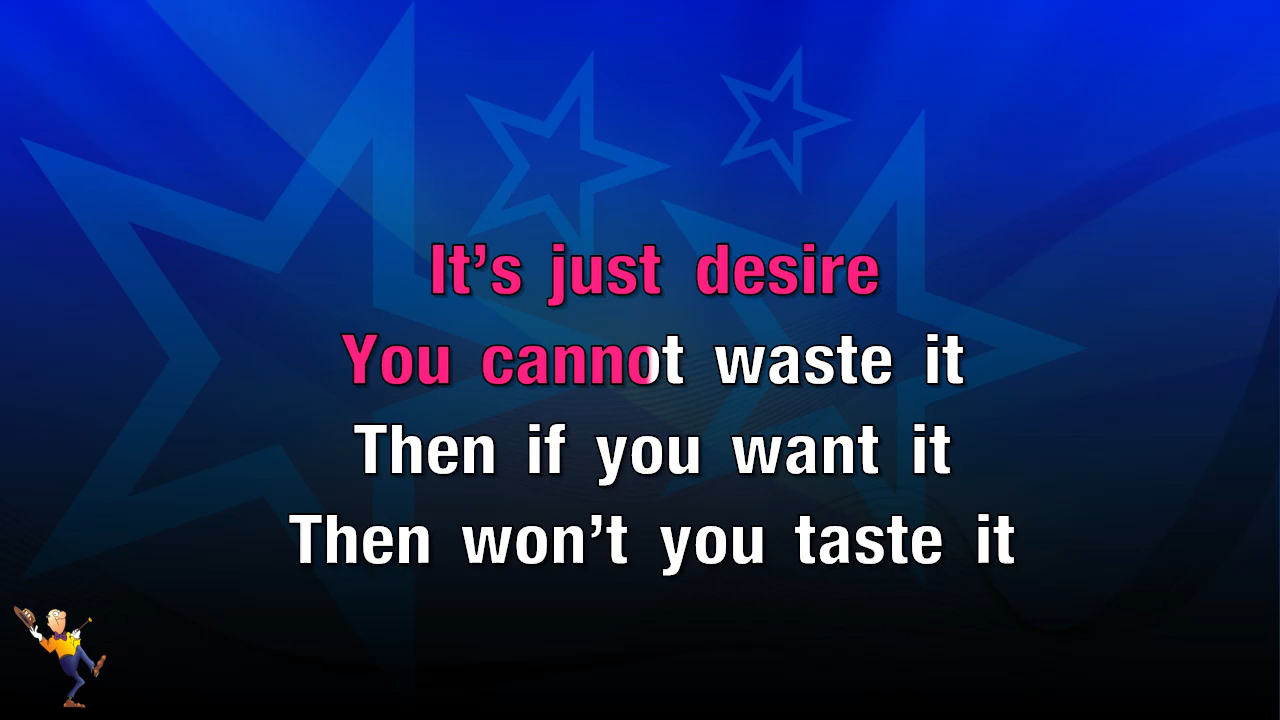 It’s just desire
You cannot waste it
Then if you want it
Then won’t you taste it